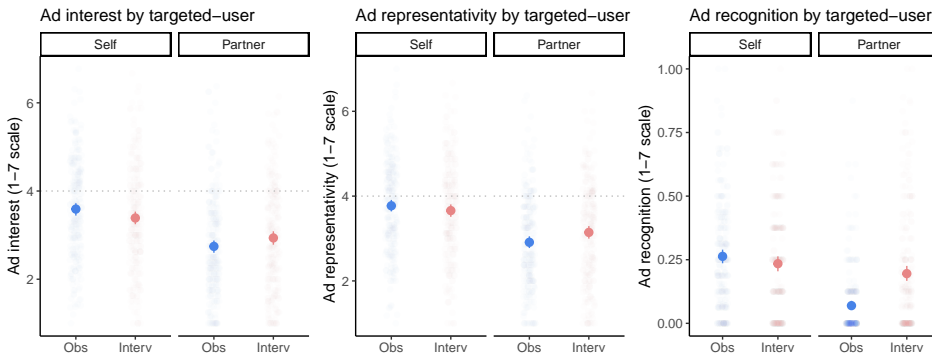 Ad interest by targeted−user
Self
Partner
Ad interest (1−7 scale)
6
4
2
Obs
Interv
Obs
Interv
Ad representativity by targeted−user
Self
Partner
Ad representativity (1−7 scale)
6
4
2
Obs
Interv
Obs
Interv
Ad recognition by targeted−user
Self
Partner
Ad recognition (1−7 scale)
1.00
0.75
0.50
0.25
0.00
Obs
Interv
Obs
Interv